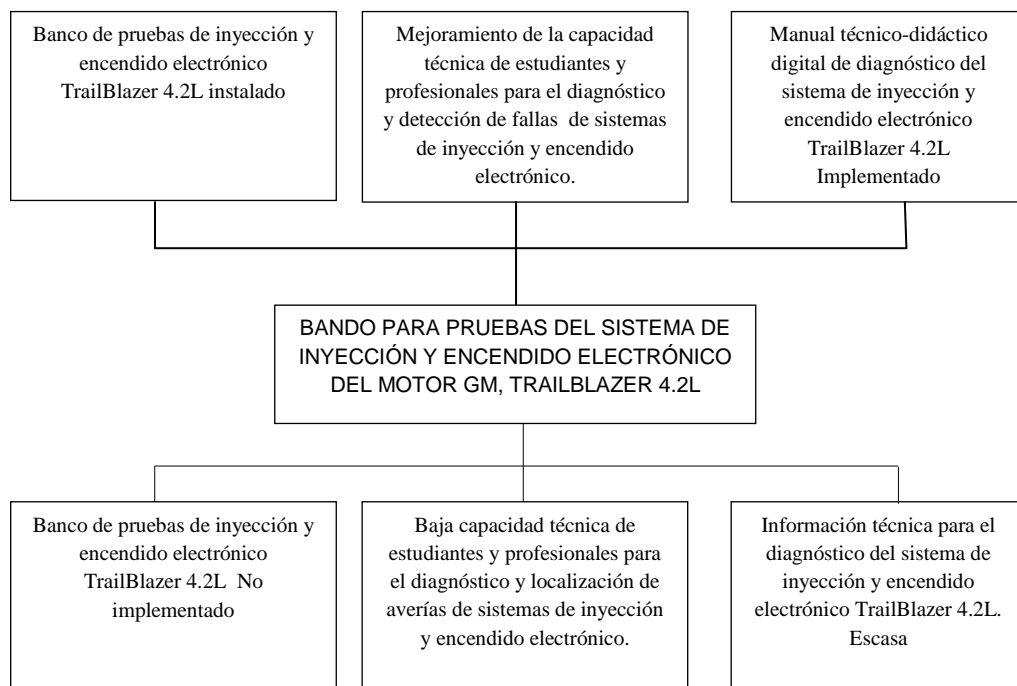 Banco de pruebas de inyección y
encendido electrónico
TrailBlazer 4.2L instalado
Mejoramiento de la capacidad
técnica de estudiantes y
profesionales para el diagnóstico
y detección de fallas de sistemas
de inyección y encendido
electrónico.
Manual técnico-didáctico
digital de diagnóstico del
sistema de inyección y
encendido electrónico
TrailBlazer 4.2L
Implementado
BANDO PARA PRUEBAS DEL SISTEMA DE
INYECCIÓN Y ENCENDIDO ELECTRÓNICO
DEL MOTOR GM, TRAILBLAZER 4.2L
Banco de pruebas de inyección y
encendido electrónico
TrailBlazer 4.2L No
implementado
Baja capacidad técnica de
estudiantes y profesionales para
el diagnóstico y localización de
averías de sistemas de inyección
y encendido electrónico.
Información técnica para el
diagnóstico del sistema de
inyección y encendido
electrónico TrailBlazer 4.2L.
Escasa